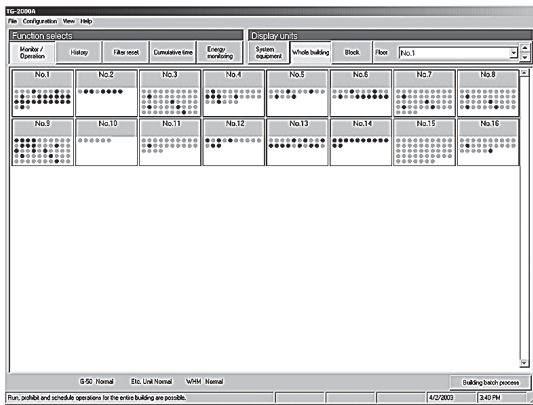 TG-2000A
File Configuration View Help
Function selects
Display units
Monitor / Operation
History
Filter reset
Cumulative time
Energy monitoring
System equipment
Whole building
Block
Floor
No.1
No.1 No.2 No.3 No.4 No.5 No.6 No.7 No.8
No.9 No.10 No.11 No.12 No.13 No.14 No.15 No.16
G-50 Normal Etc. Unit Normal WHM Normal
Building batch process
Run, prohibit and schedule operations for the entire building are possible.
4/2/2003 3:40 PM